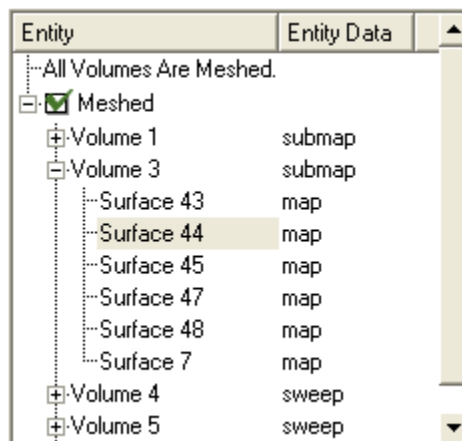 Entity Entity Data
All Volumes Are Meshed.
Meshed
Volume 1 submap
Volume 3 submap
Surface 43 map
Surface 44 map
Surface 45 map
Surface 47 map
Surface 48 map
Surface 7 map
Volume 4 sweep
Volume 5 sweep